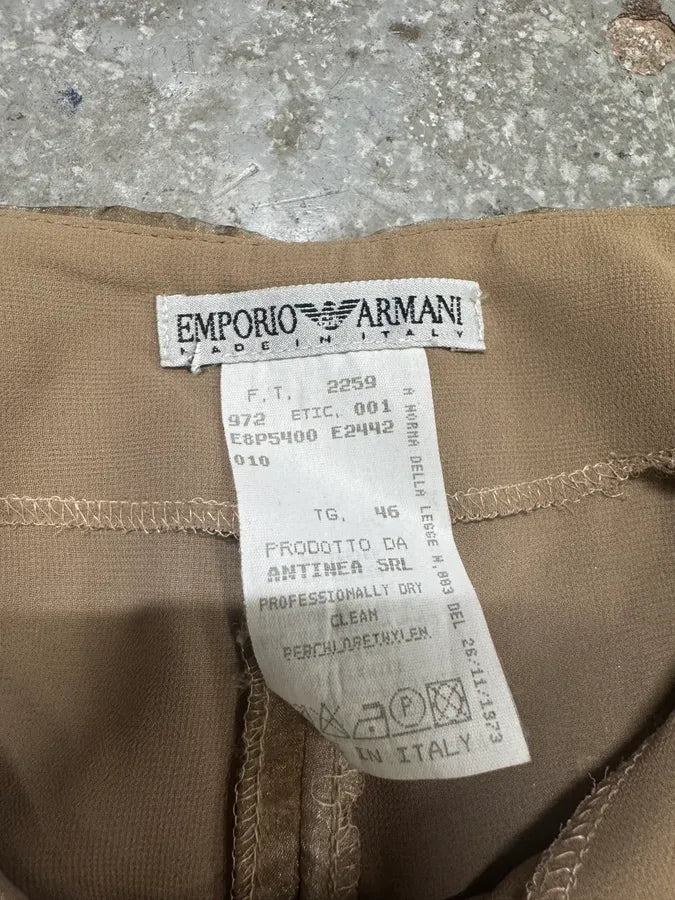 EMPORIO ARMANI
MADE IN ITALY
F.T. 2259
972 ETIC. 001
E8P5400 E2442
010
TG. 46
PRODOTTO DA
ANTINEA SRL
PROFESSIONALLY DRY
CLEAN
PERCHLORETHYLEN.
P
IN ITALY
A NORMA DELLA LEGGE N.883 DEL 26/11/1973